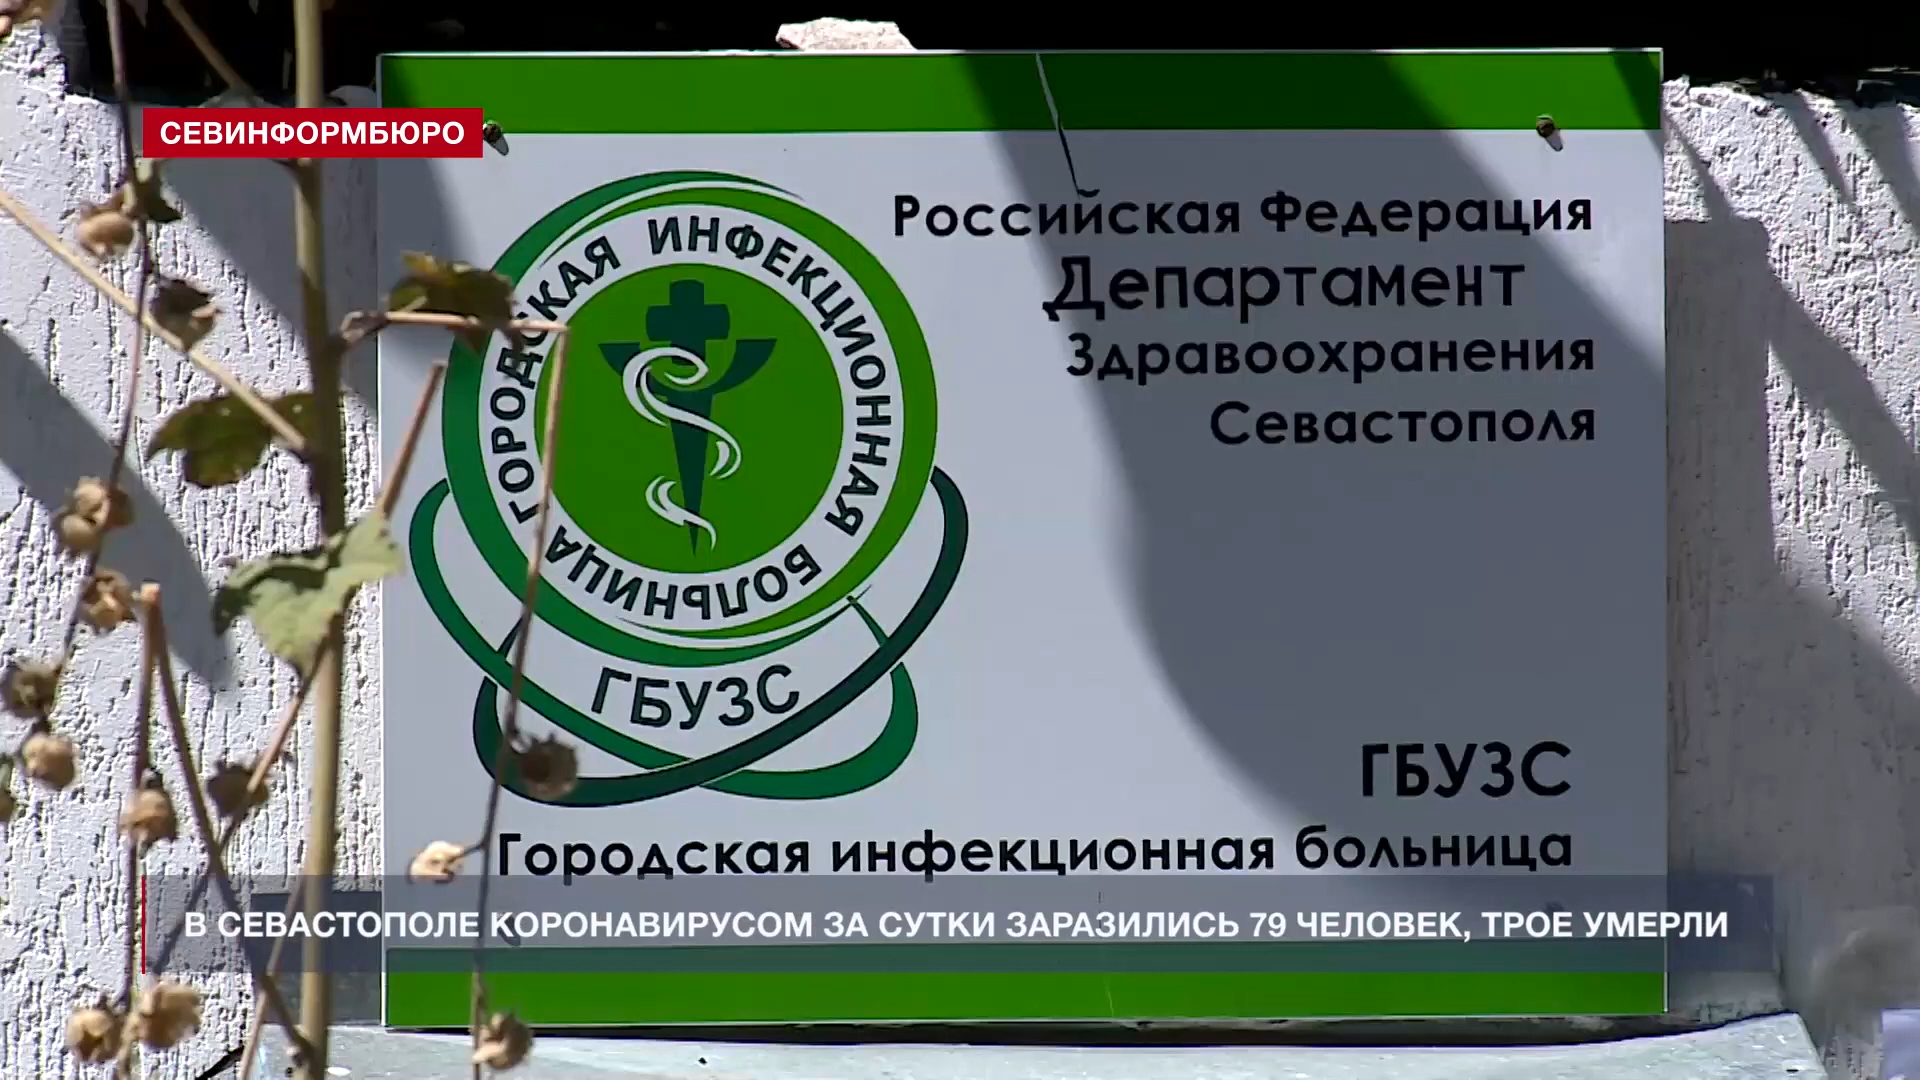 СЕВИНФОРМБЮРО
Российская Федерация
Департамент
Здравоохранения
Севастополя
ГОРОДСКАЯ ИНФЕКЦИОННАЯ БОЛЬНИЦА
ГБУЗС
ГБУЗС
Городская инфекционная больница
В СЕВАСТОПОЛЕ КОРОНАВИРУСОМ ЗА СУТКИ ЗАРАЗИЛИСЬ 79 ЧЕЛОВЕК, ТРОЕ УМЕРЛИ